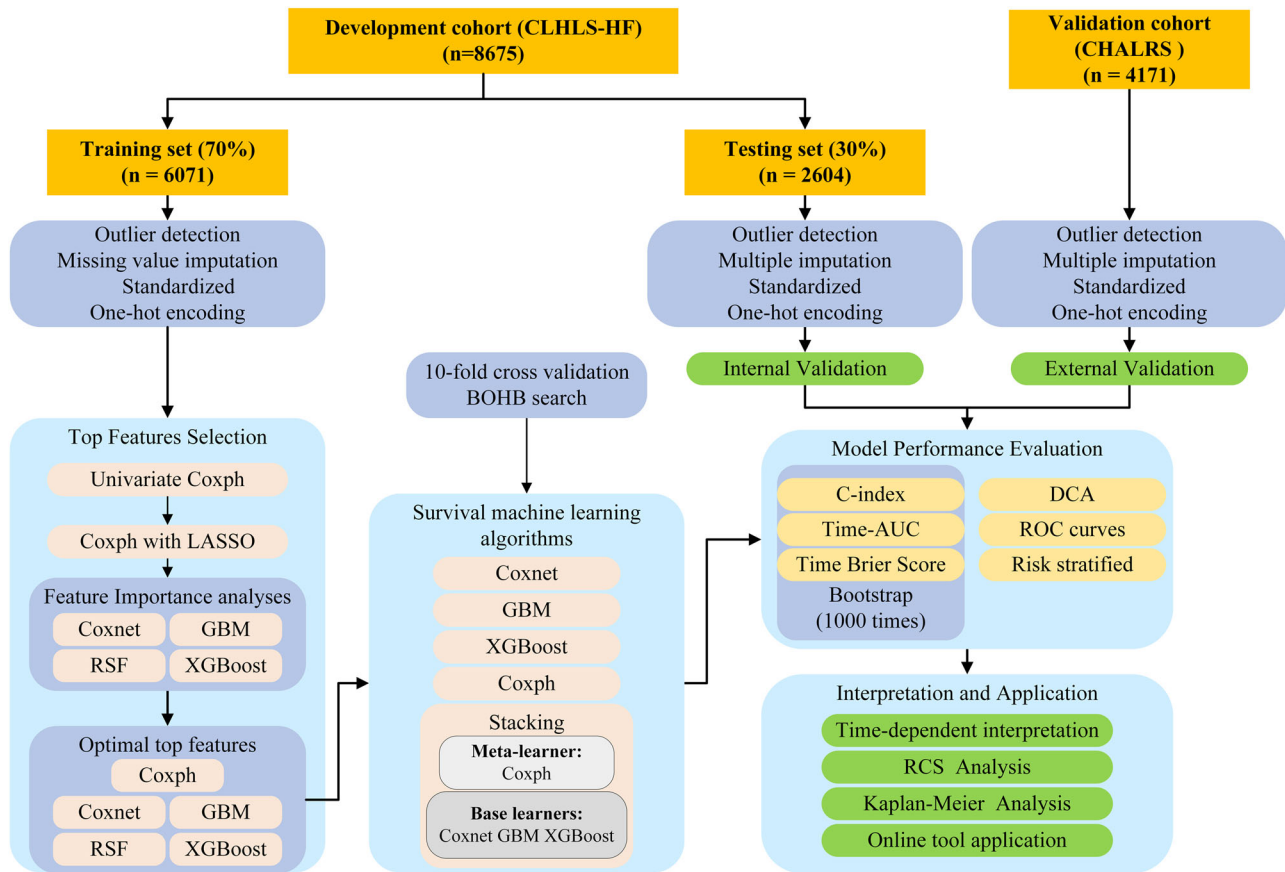 Development cohort (CLHLS-HF)
(n=8675)
Validation cohort
(CHALRS )
(n = 4171)
Training set (70%)
(n = 6071)
Testing set (30%)
(n = 2604)
Outlier detection
Missing value imputation
Standardized
One-hot encoding
Outlier detection
Multiple imputation
Standardized
One-hot encoding
Outlier detection
Multiple imputation
Standardized
One-hot encoding
Internal Validation
External Validation
10-fold cross validation
BOHB search
Top Features Selection
Univariate Coxph
Coxph with LASSO
Feature Importance analyses
Coxnet
GBM
RSF
XGBoost
Optimal top features
Coxph
Coxnet
GBM
RSF
XGBoost
Survival machine learning
algorithms
Coxnet
GBM
XGBoost
Coxph
Stacking
Meta-learner:
Coxph
Base learners:
Coxnet GBM XGBoost
Model Performance Evaluation
C-index
DCA
Time-AUC
ROC curves
Time Brier Score
Risk stratified
Bootstrap
(1000 times)
Interpretation and Application
Time-dependent interpretation
RCS Analysis
Kaplan-Meier Analysis
Online tool application